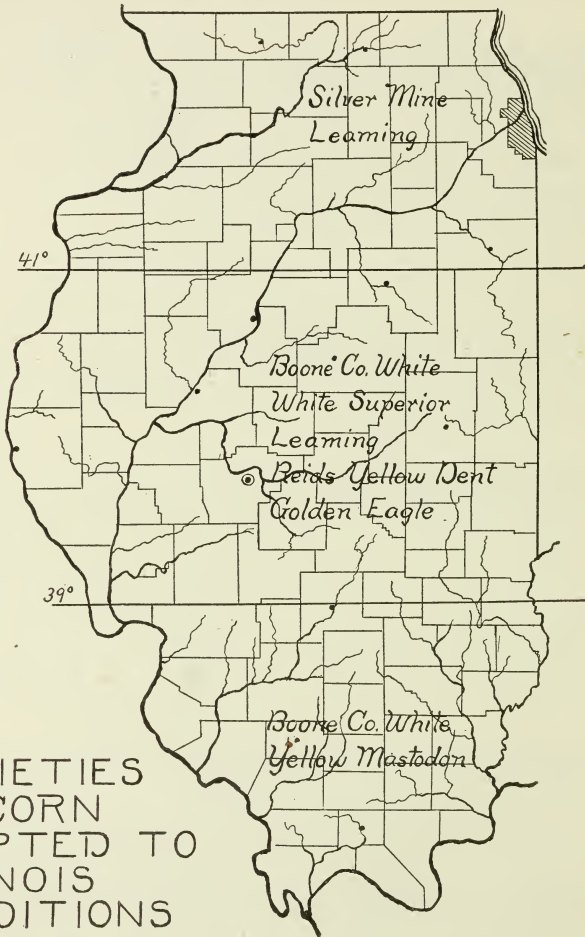 Silver Mine
Leaming
41°
Boone Co. White
White Superior
Leaming
Reids Yellow Dent
Golden Eagle
39°
Boone Co. White
Yellow Mastodon
IETIES
CORN
PTED TO
NOIS
DITIONS